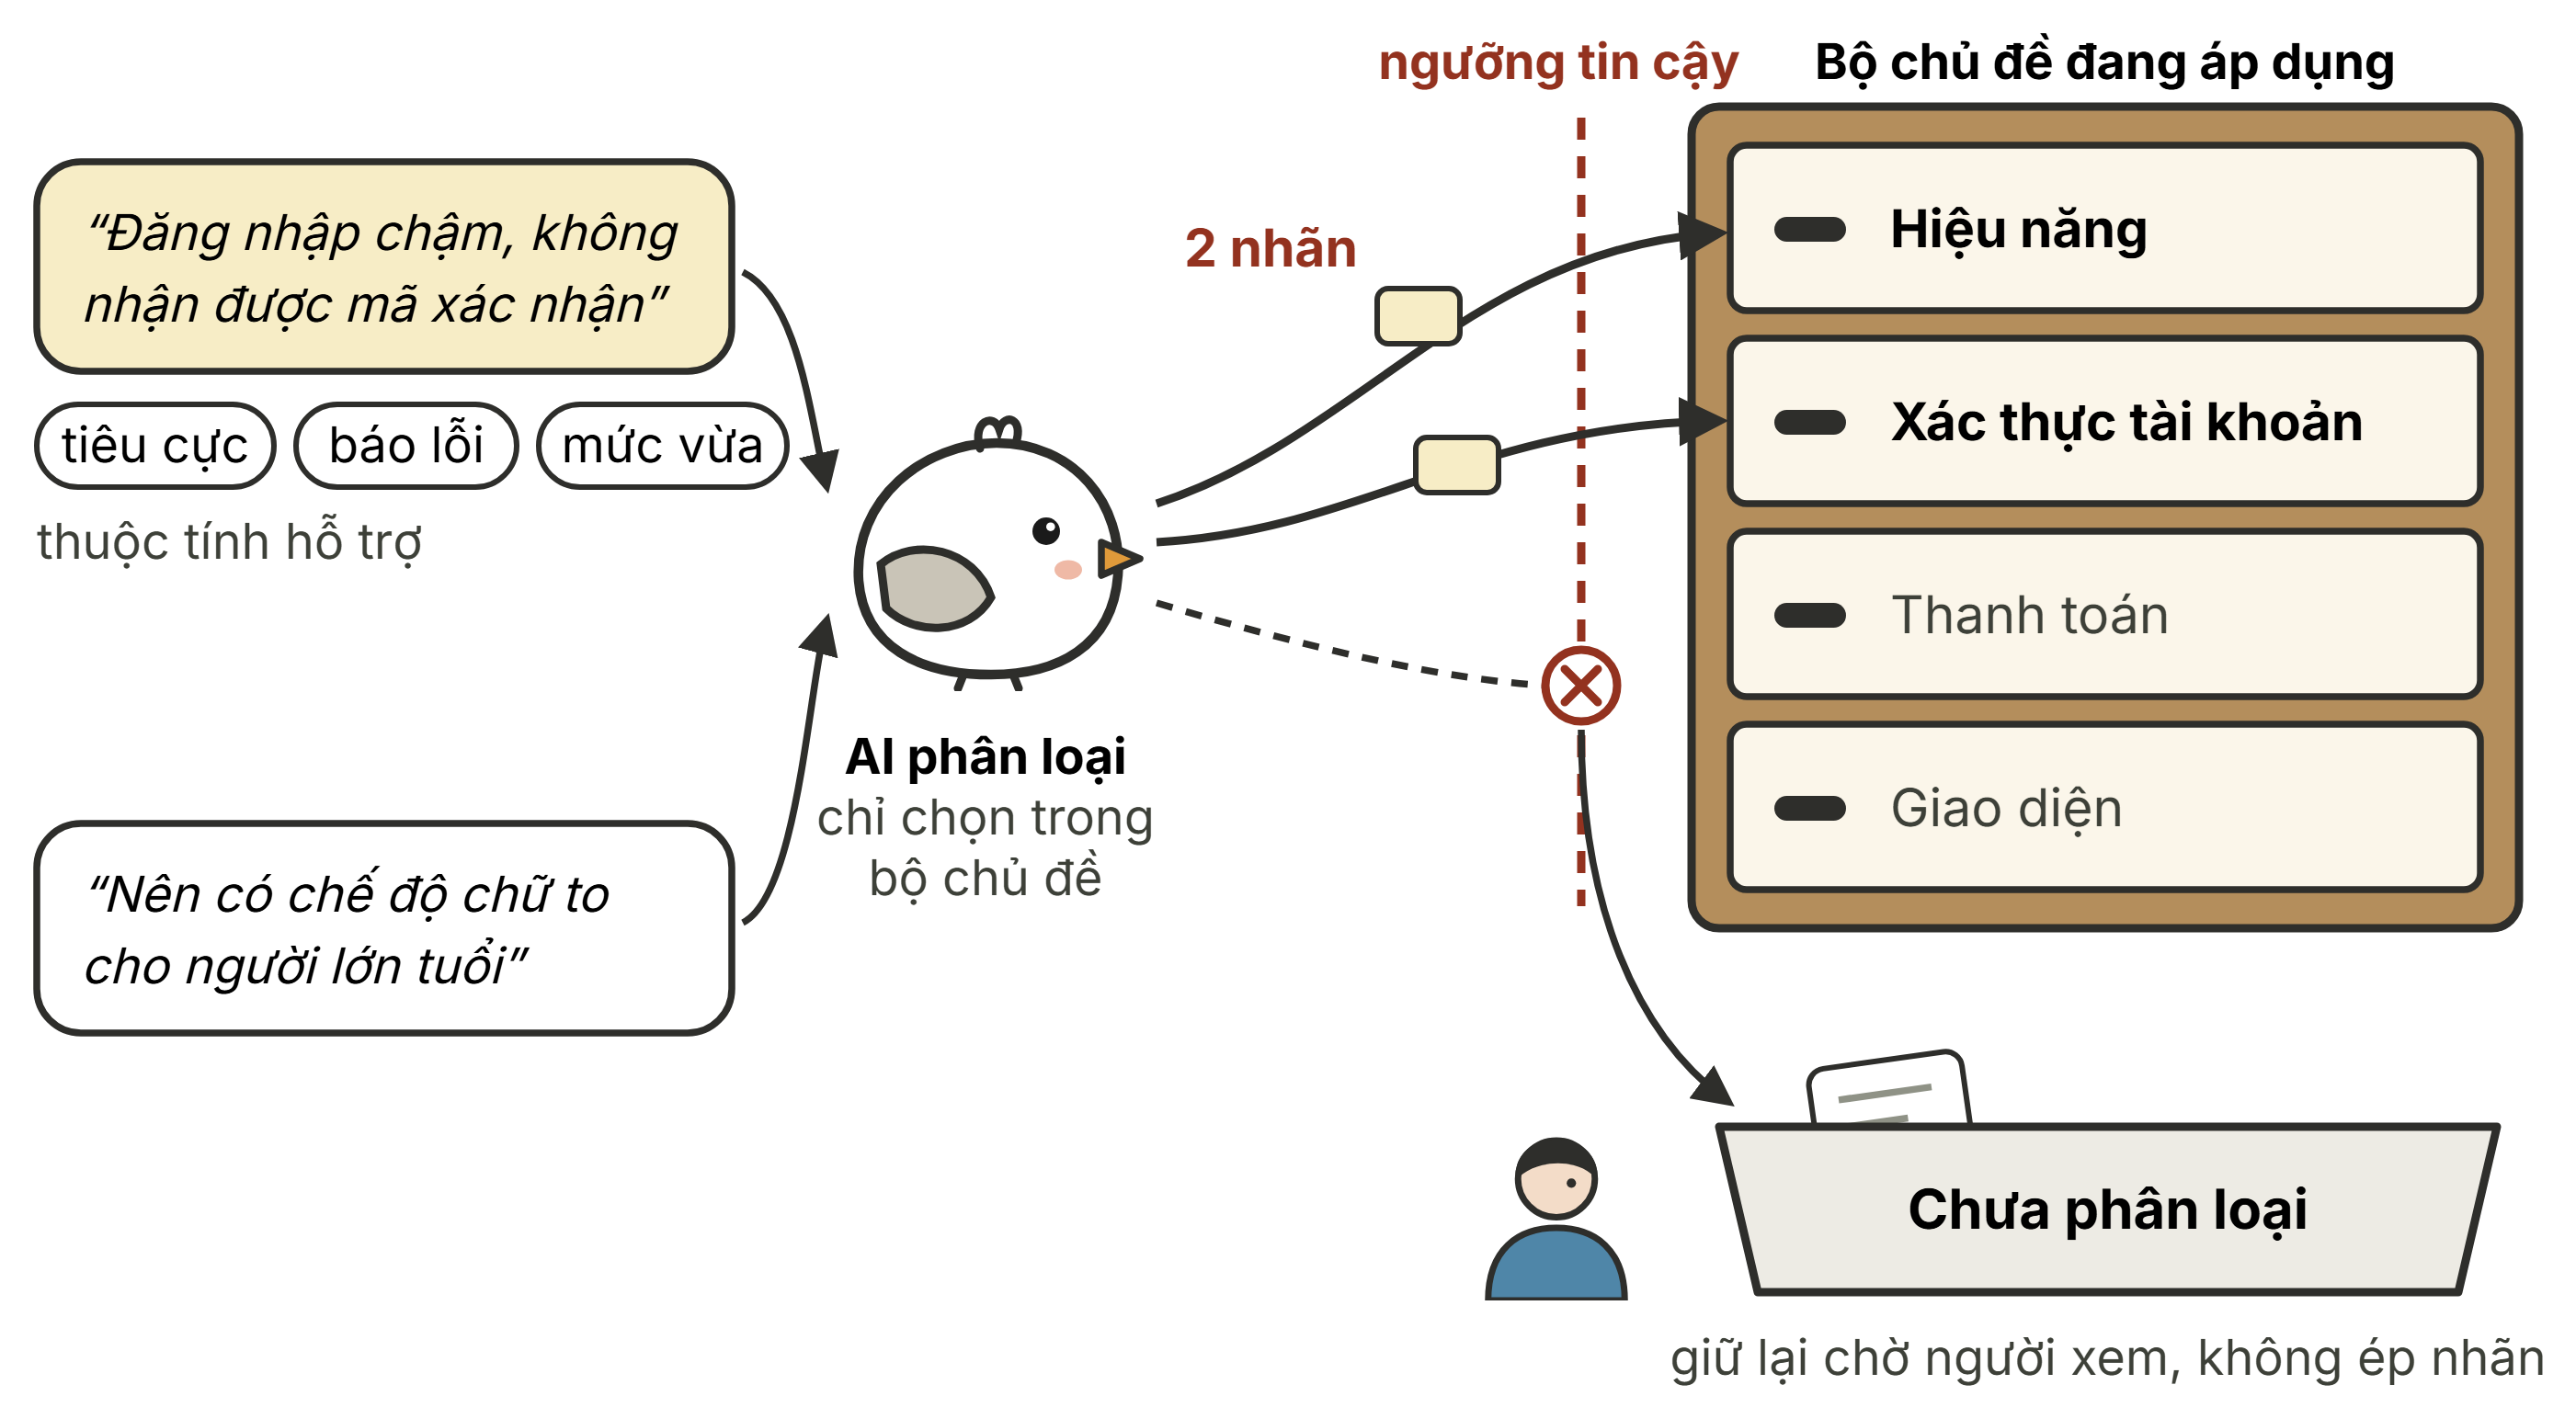 ngưỡng tin cậy
Bộ chủ đề đang áp dụng
“Đăng nhập chậm, không
nhận được mã xác nhận”
tiêu cực
báo lỗi
mức vừa
thuộc tính hỗ trợ
2 nhãn
Hiệu năng
Xác thực tài khoản
Thanh toán
Giao diện
AI phân loại
chỉ chọn trong
bộ chủ đề
“Nên có chế độ chữ to
cho người lớn tuổi”
Chưa phân loại
giữ lại chờ người xem, không ép nhãn